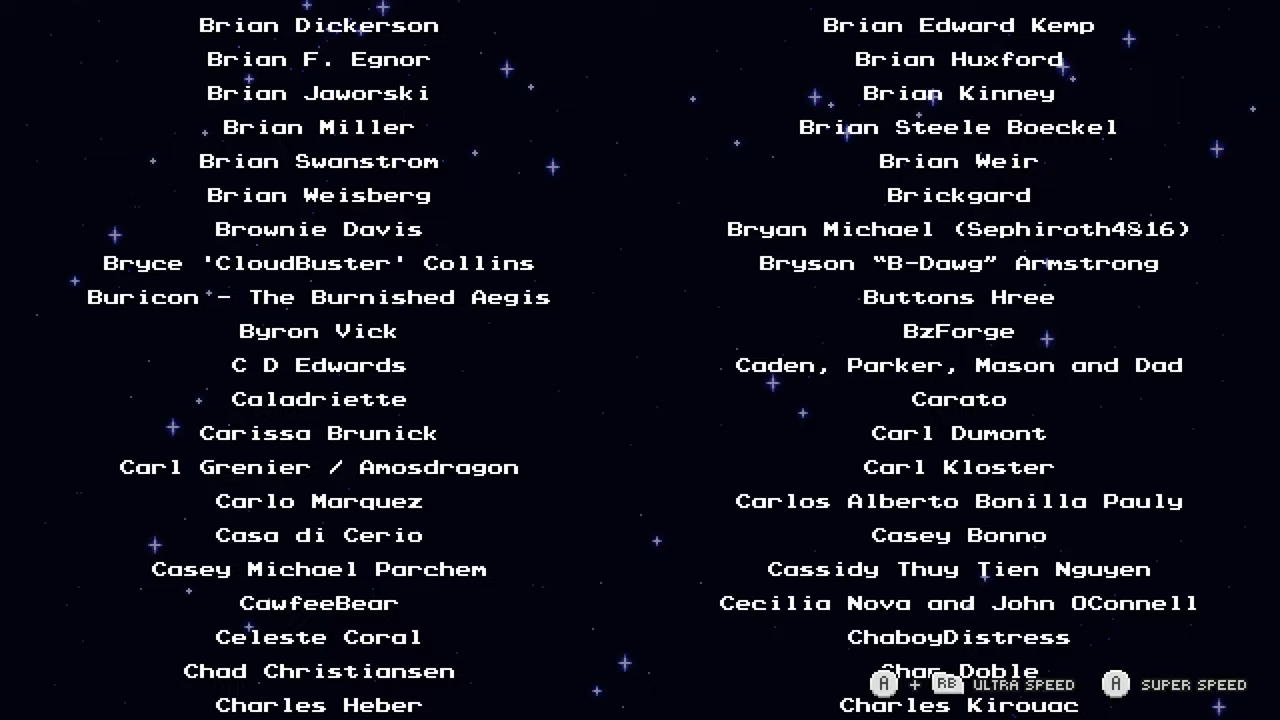 Brian Dickerson
Brian Edward Kemp
Brian F. Egnor
Brian Huxford
Brian Jaworski
Brian Kinney
Brian Miller
Brian Steele Boeckel
Brian Swanstrom
Brian Weir
Brian Weisberg
Brickgard
Brownie Davis
Bryan Michael (Sephiroth4816)
Bryce 'CloudBuster' Collins
Bryson “B-Dawg” Armstrong
Buricon - The Burnished Aegis
Buttons Hree
Byron Vick
BzForge
C D Edwards
Caden, Parker, Mason and Dad
Caladriette
Carato
Carissa Brunick
Carl Dumont
Carl Grenier / Amosdragon
Carl Kloster
Carlo Marquez
Carlos Alberto Bonilla Pauly
Casa di Cerio
Casey Bonno
Casey Michael Parchem
Cassidy Thuy Tien Nguyen
CawfeeBear
Cecilia Nova and John OConnell
Celeste Coral
ChaboyDistress
Chad Christiansen
Char Doble
A + RB ULTRA SPEED A SUPER SPEED
Charles Heber
Charles Kirouac